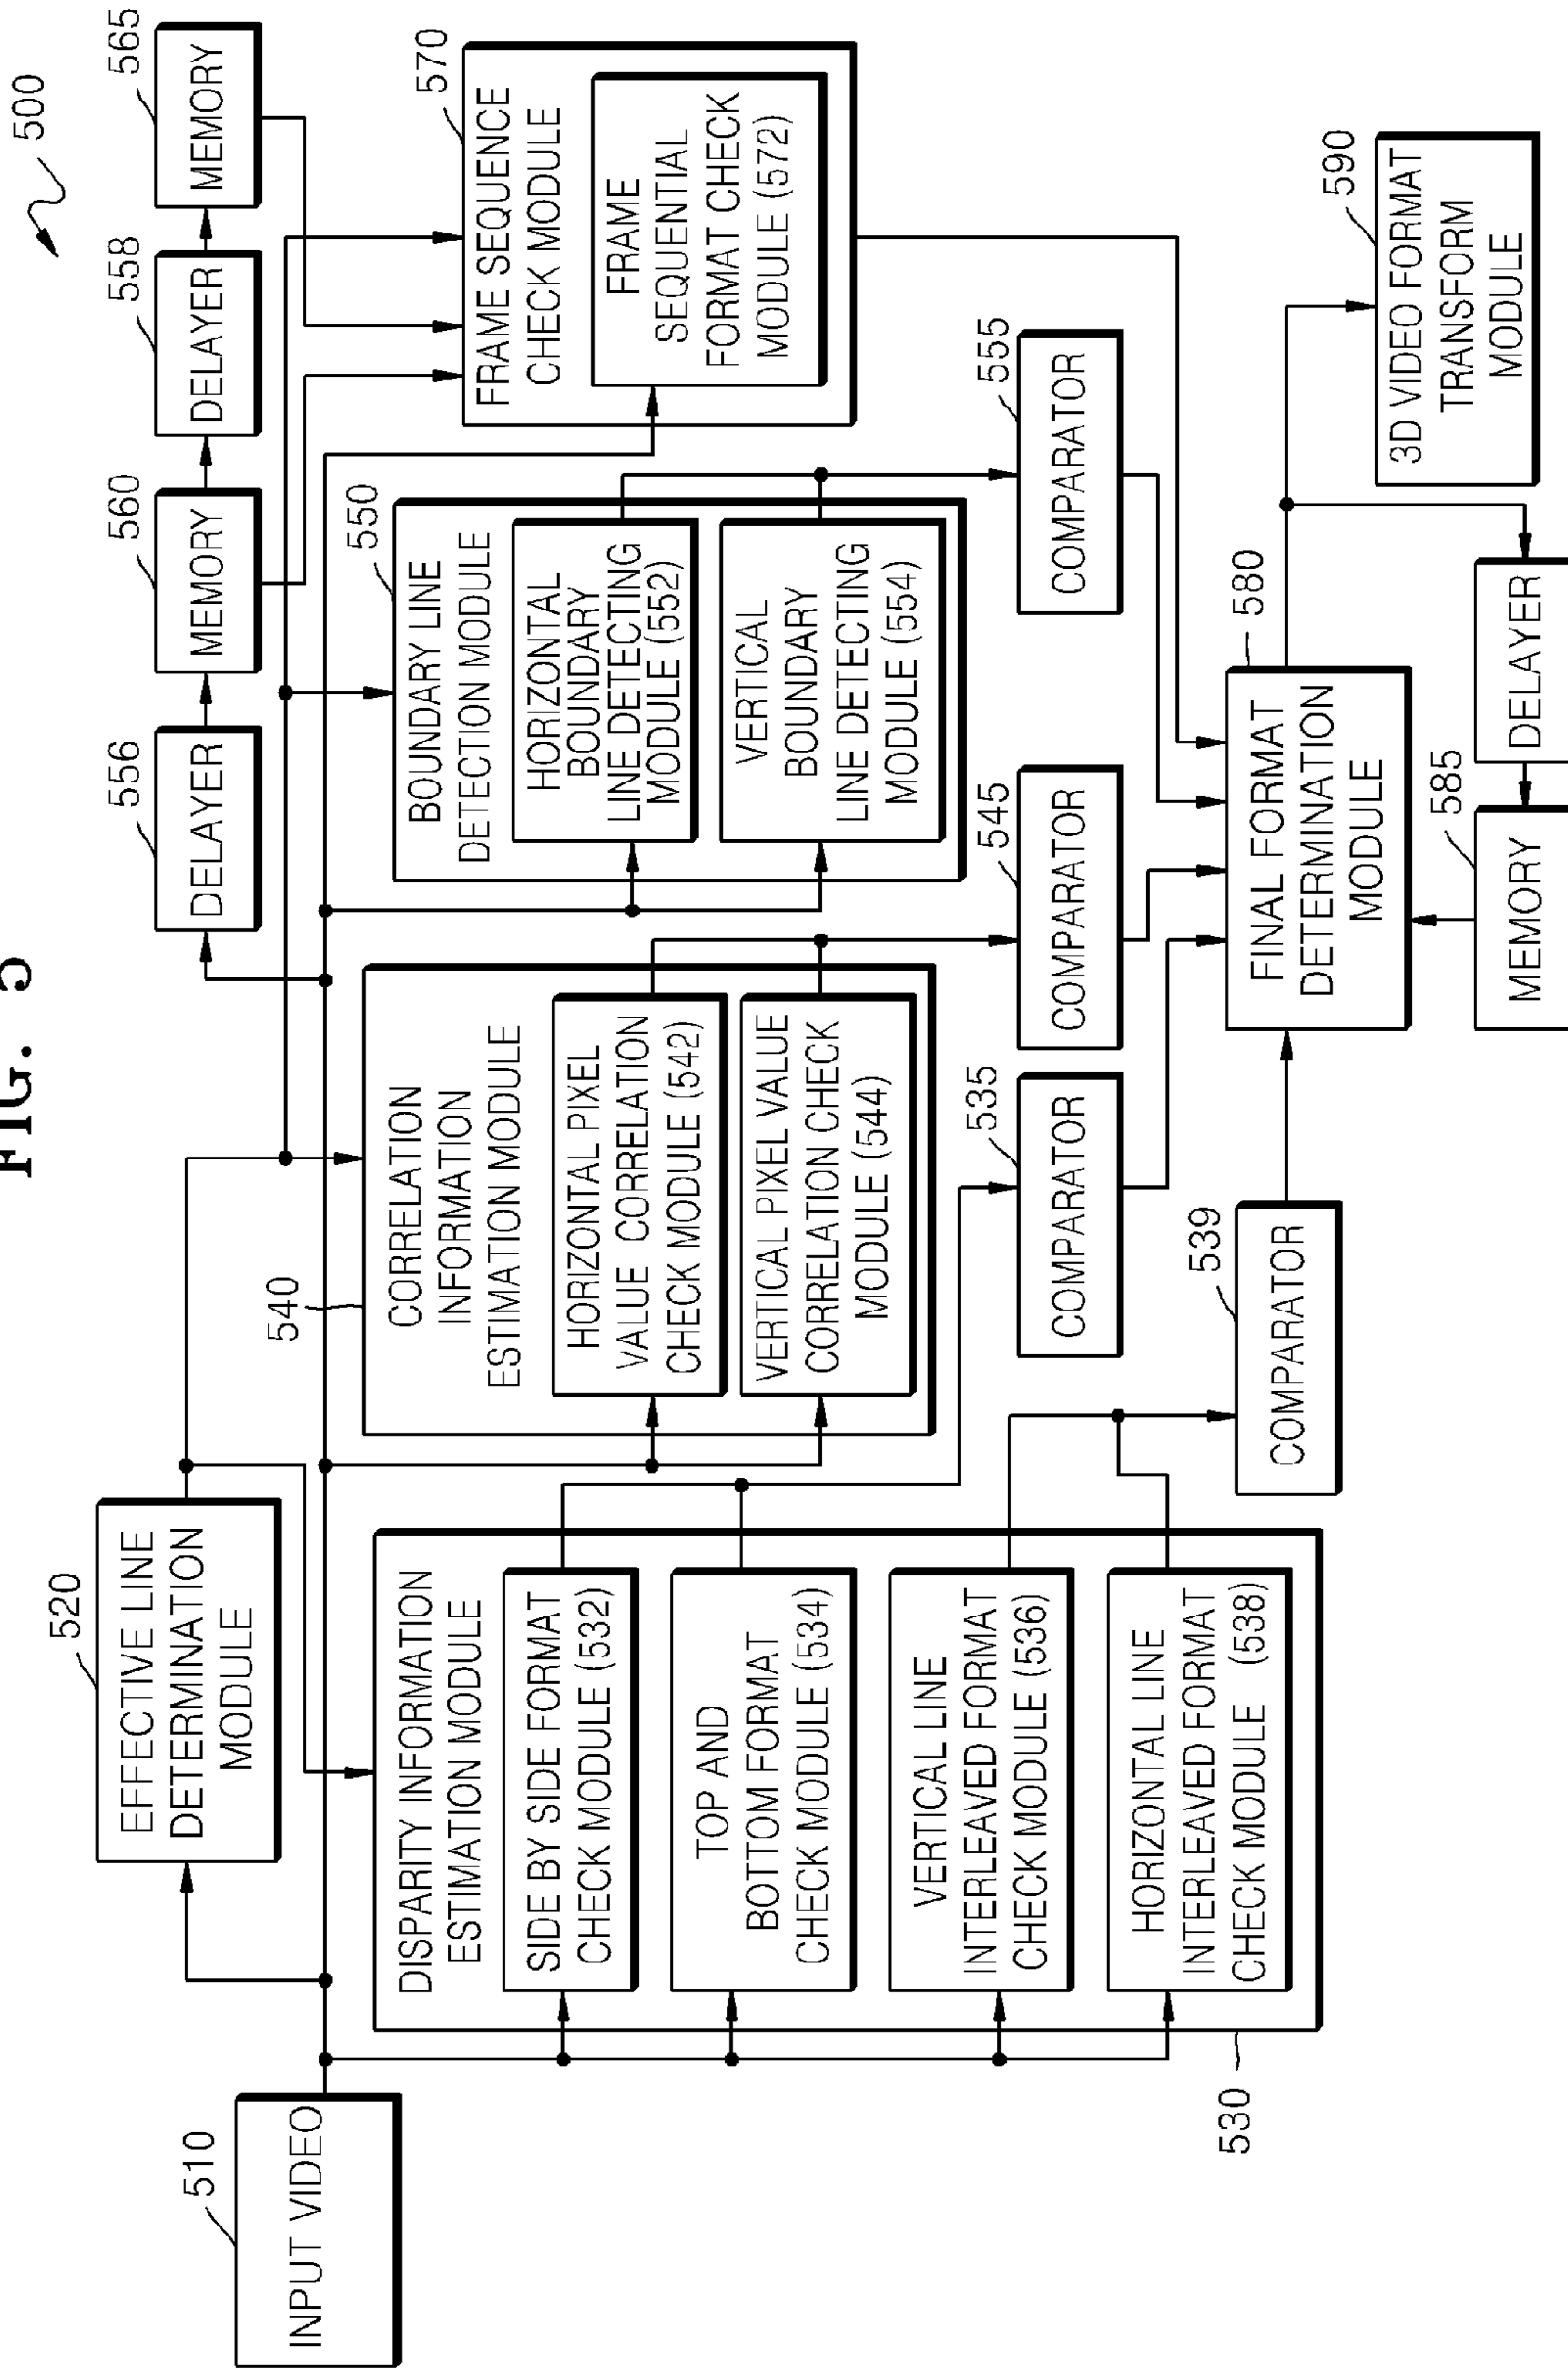 FIG. 5
500
510
INPUT VIDEO
520
EFFECTIVE LINE
DETERMINATION
MODULE
530
DISPARITY INFORMATION
ESTIMATION MODULE
SIDE BY SIDE FORMAT
CHECK MODULE (532)
TOP AND
BOTTOM FORMAT
CHECK MODULE (534)
VERTICAL LINE
INTERLEAVED FORMAT
CHECK MODULE (536)
HORIZONTAL LINE
INTERLEAVED FORMAT
CHECK MODULE (538)
540
CORRELATION
INFORMATION
ESTIMATION MODULE
HORIZONTAL PIXEL
VALUE CORRELATION
CHECK MODULE (542)
VERTICAL PIXEL VALUE
CORRELATION CHECK
MODULE (544)
556
DELAYER
560
MEMORY
558
DELAYER
565
MEMORY
550
BOUNDARY LINE
DETECTION MODULE
HORIZONTAL
BOUNDARY
LINE DETECTING
MODULE (552)
VERTICAL
BOUNDARY
LINE DETECTING
MODULE (554)
570
FRAME SEQUENCE
CHECK MODULE
FRAME
SEQUENTIAL
FORMAT CHECK
MODULE (572)
535
COMPARATOR
545
COMPARATOR
555
COMPARATOR
539
COMPARATOR
580
FINAL FORMAT
DETERMINATION
MODULE
590
3D VIDEO FORMAT
TRANSFORM
MODULE
585
MEMORY
DELAYER